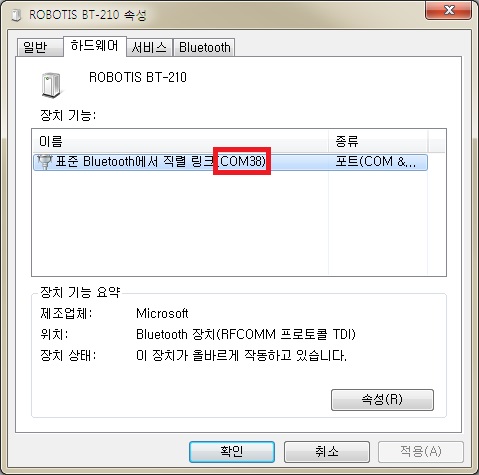 ROBOTIS BT-210 속성
일반 하드웨어 서비스 Bluetooth
ROBOTIS BT-210
장치 기능:
이름 종류
표준 Bluetooth에서 직렬 링크(COM38) 포트(COM &...
장치 기능 요약
제조업체: Microsoft
위치: Bluetooth 장치(RFCOMM 프로토콜 TDI)
장치 상태: 이 장치가 올바르게 작동하고 있습니다.
속성(R)
확인 취소 적용(A)